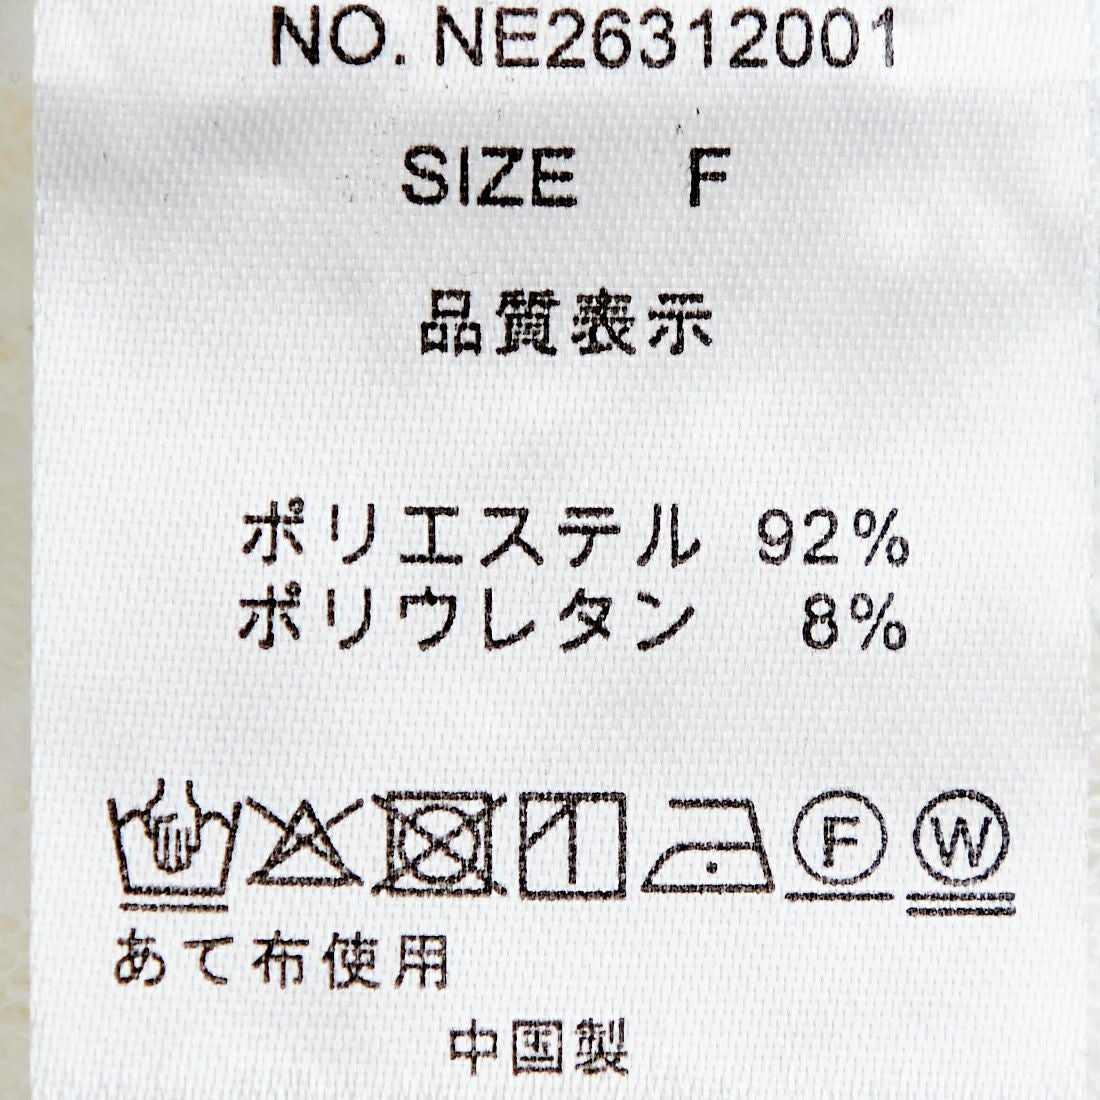 NO. NE26312001
SIZE F
品質表示
ポリエステル 92%
ポリウレタン 8%
F W
あて布使用
中国製